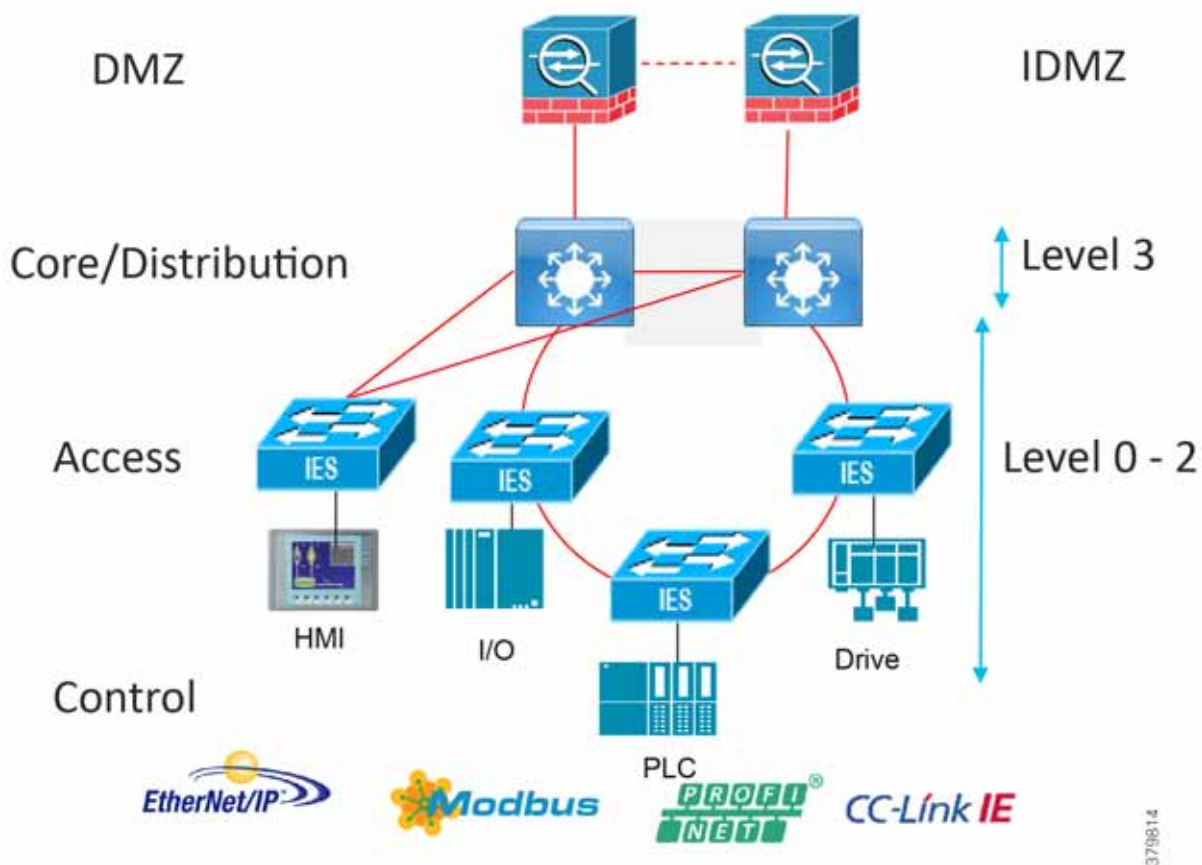 DMZ
IDMZ
Core/Distribution
Level 3
Access
IES
IES
IES
Level 0 - 2
IES
HMI
I/O
Drive
Control
PLC
EtherNet/IP
Modbus
PROFI
NET®
CC-Link IE
379814